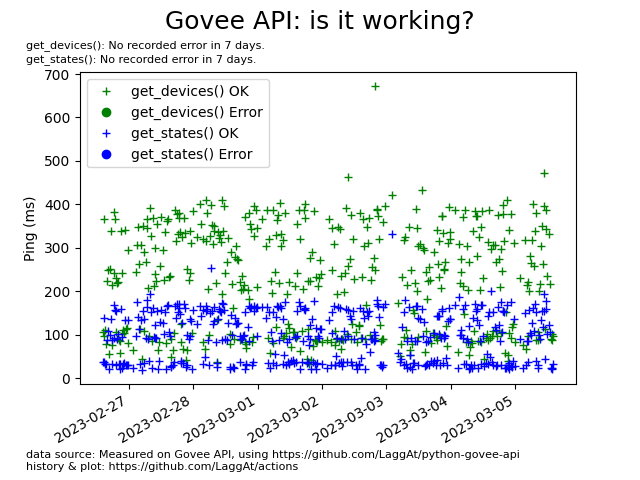 Govee API: is it working?
get_devices(): No recorded error in 7 days.
get_states(): No recorded error in 7 days.
get_devices() OK
get_devices() Error
get_states() OK
get_states() Error
Ping (ms)
700
600
500
400
300
200
100
0
2023-02-27
2023-02-28
2023-03-01
2023-03-02
2023-03-03
2023-03-04
2023-03-05
data source: Measured on Govee API, using https://github.com/LaggAt/python-govee-api
history & plot: https://github.com/LaggAt/actions